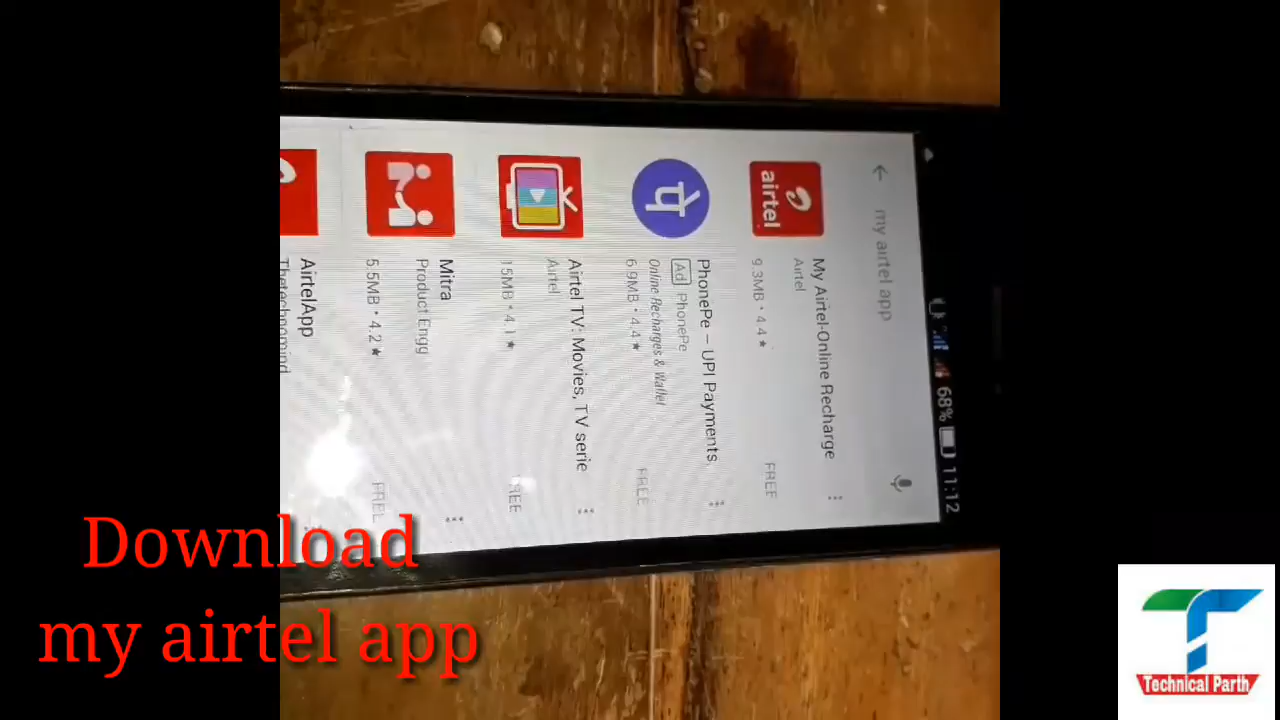 68% 11:12
my airtel app
airtel
My Airtel-Online Recharge
Airtel
9.3MB • 4.4 ★
FREE
PhonePe – UPI Payments,
Ad PhonePe
Online Recharges & Wallet
6.9MB • 4.4 ★
FREE
Airtel TV: Movies, TV serie
Airtel
15MB • 4.1 ★
Mitra
Product Engg
5.5MB • 4.2 ★
AirtelApp
Thetechnomind
Download
my airtel app
Technical Parth